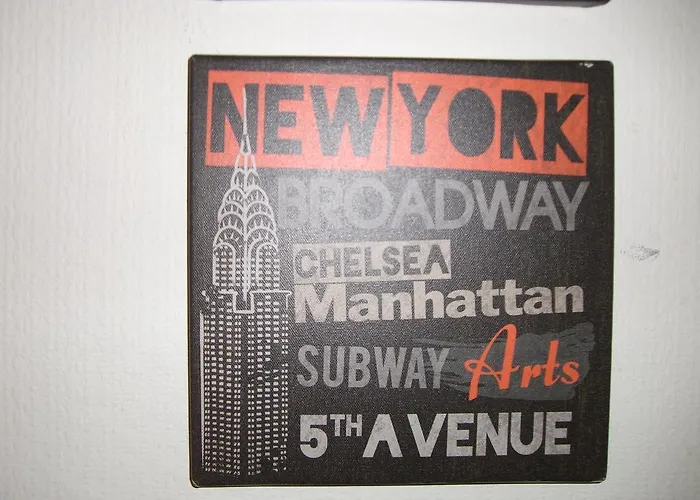 NEW YORK
BROADWAY
CHELSEA
Manhattan
SUBWAY Arts
5TH AVENUE